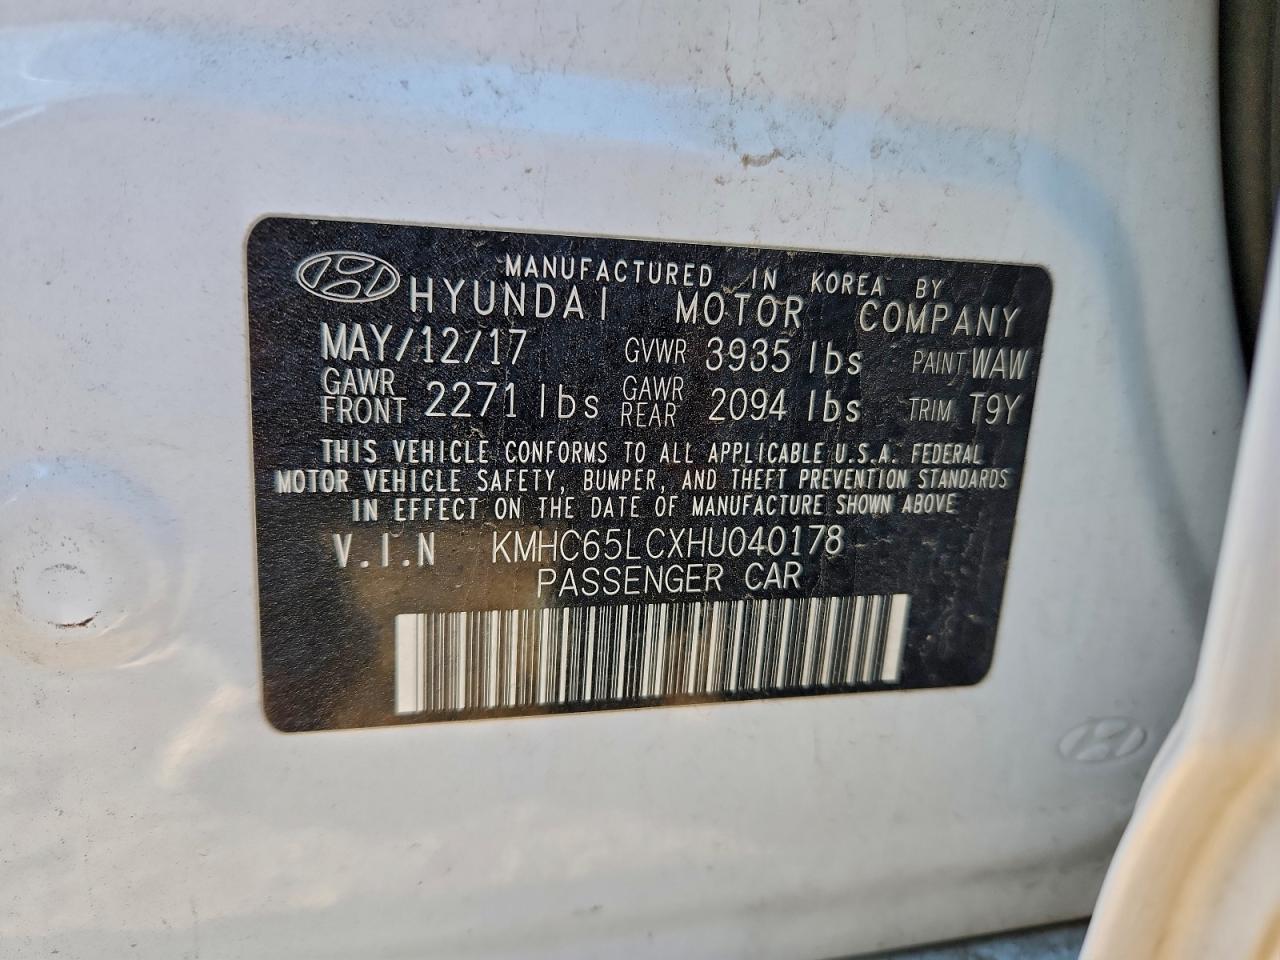 MANUFACTURED IN KOREA BY
HYUNDAI MOTOR COMPANY
MAY/12/17 GVWR 3935 lbs PAINT WAW
GAWR FRONT 2271 lbs GAWR REAR 2094 lbs TRIM T9Y
THIS VEHICLE CONFORMS TO ALL APPLICABLE U.S.A. FEDERAL
MOTOR VEHICLE SAFETY, BUMPER, AND THEFT PREVENTION STANDARDS
IN EFFECT ON THE DATE OF MANUFACTURE SHOWN ABOVE
V.I.N KMHC65LCXHU040178
PASSENGER CAR